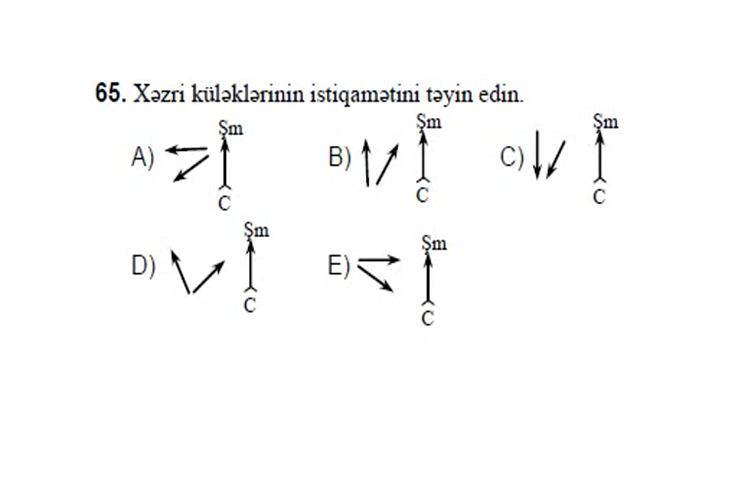 65. Xəzri küləklərinin istiqamətini təyin edin.
A) Şm C B) Şm C C) Şm C
D) Şm C E) Şm C